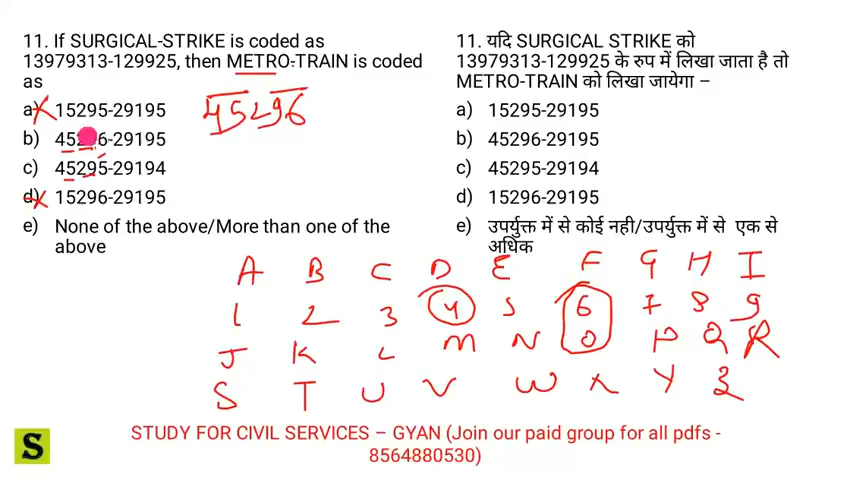 11. If SURGICAL-STRIKE is coded as
13979313-129925, then METRO-TRAIN is coded
as
a) 15295-29195
b) 45296-29195
c) 45295-29194
d) 15296-29195
e) None of the above/More than one of the
above
45296
11. यदि SURGICAL STRIKE को
13979313-129925 के रुप में लिखा जाता है तो
METRO-TRAIN को लिखा जायेगा –
a) 15295-29195
b) 45296-29195
c) 45295-29194
d) 15296-29195
e) उपर्युक्त में से कोई नही/उपर्युक्त में से एक से
अधिक
A B C D E F G H I
1 2 3 4 5 6 7 8 9
J K L M N O P Q R
S T U V W X Y Z
S
STUDY FOR CIVIL SERVICES – GYAN (Join our paid group for all pdfs -
8564880530)